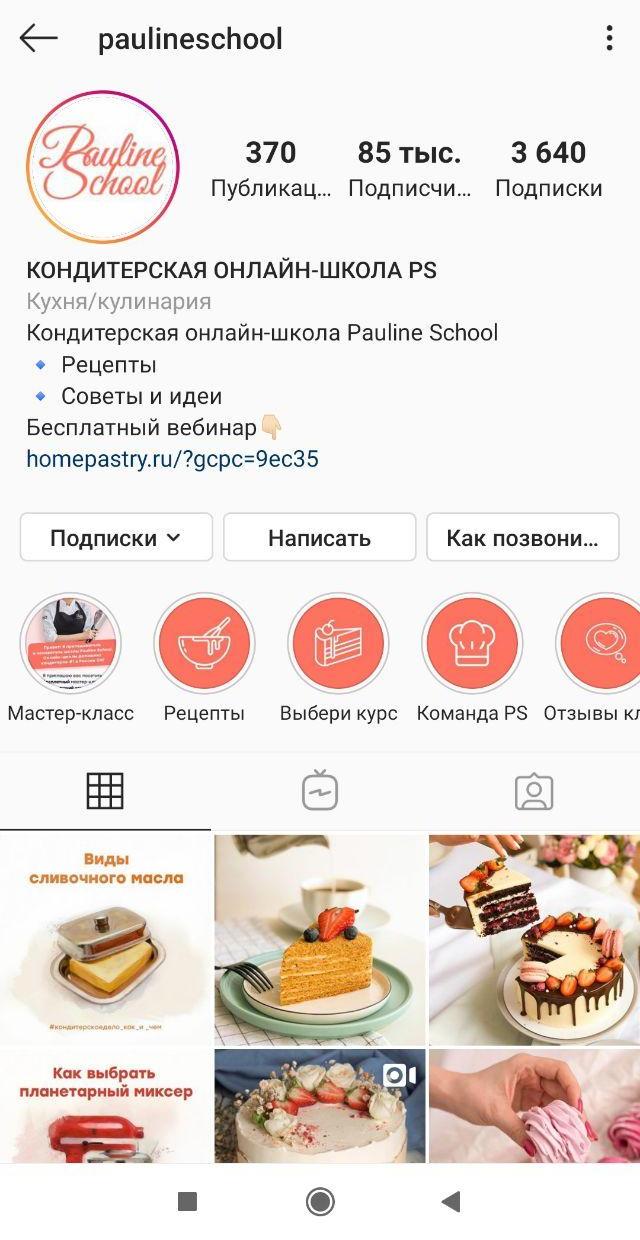 paulineschool
Pauline
School
370
85 тыс.
3 640
Публикац...
Подписчи...
Подписки
КОНДИТЕРСКАЯ ОНЛАЙН-ШКОЛА PS
Кухня/кулинария
Кондитерская онлайн-школа Pauline School
🔹 Рецепты
🔹 Советы и идеи
Бесплатный вебинар👇🏻
homepastry.ru/?gcpc=9ec35
Подписки
Написать
Как позвони...
Мастер-класс
Рецепты
Выбери курс
Команда PS
Отзывы кл
Виды
сливочного масла
#кондитерскоедело_как_и_чем
Как выбрать
планетарный миксер